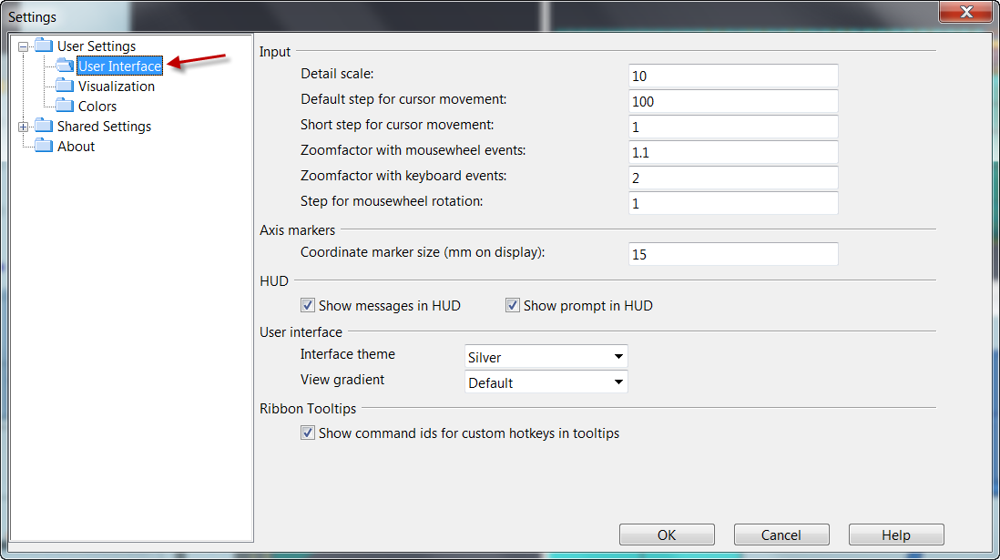 Settings
User Settings
User Interface
Visualization
Colors
Shared Settings
About
Input
Detail scale: 10
Default step for cursor movement: 100
Short step for cursor movement: 1
Zoomfactor with mousewheel events: 1.1
Zoomfactor with keyboard events: 2
Step for mousewheel rotation: 1
Axis markers
Coordinate marker size (mm on display): 15
HUD
Show messages in HUD Show prompt in HUD
User interface
Interface theme Silver
View gradient Default
Ribbon Tooltips
Show command ids for custom hotkeys in tooltips
OK Cancel Help